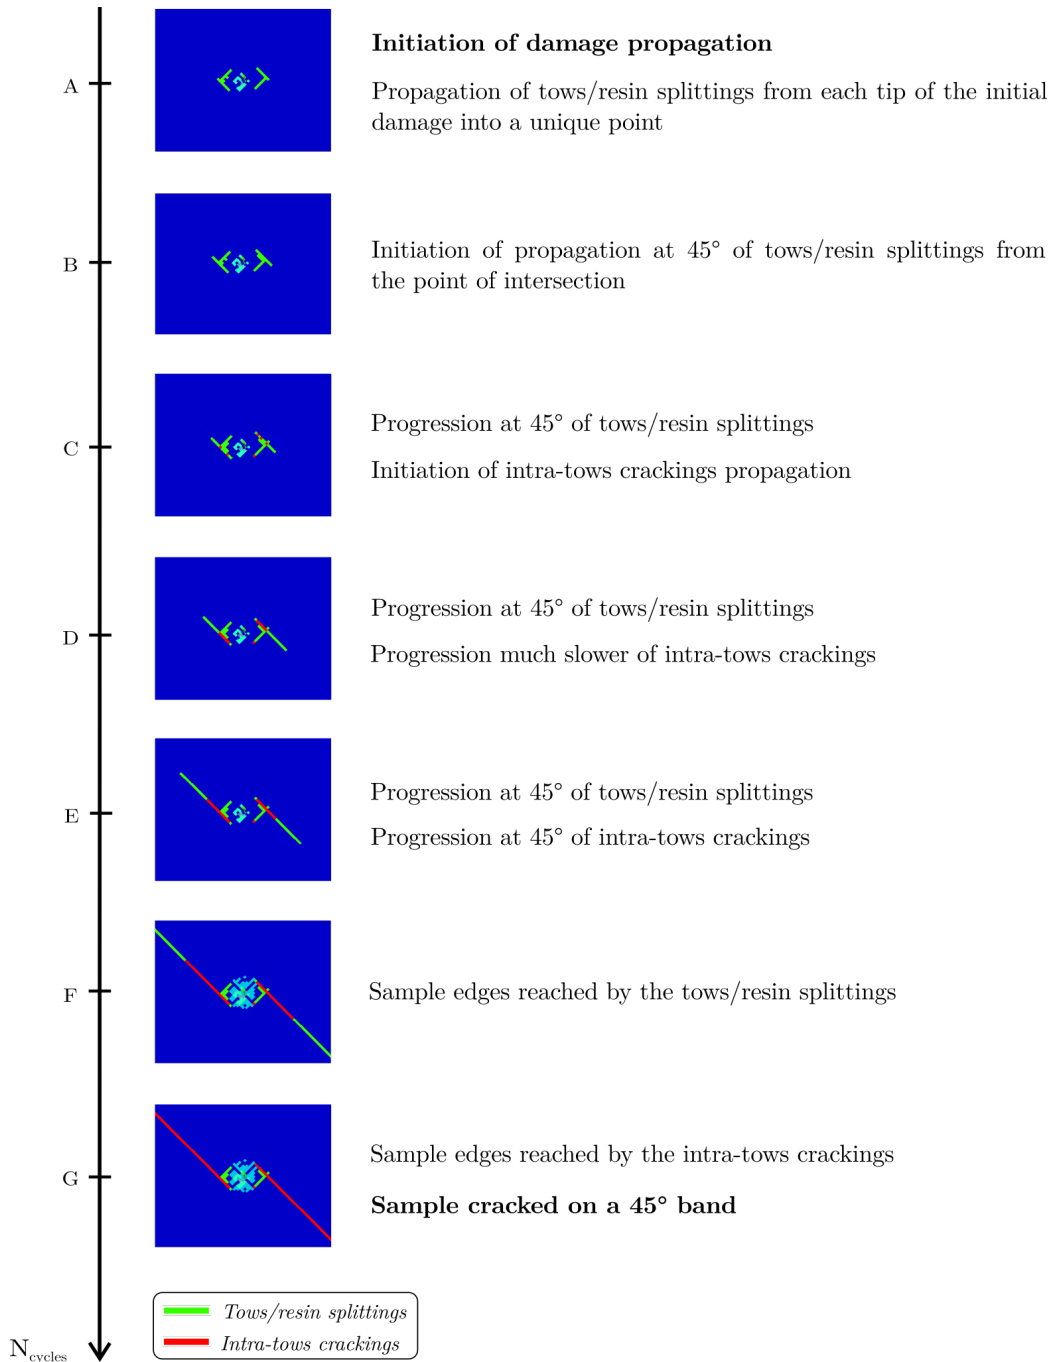 Initiation of damage propagation
A
Propagation of tows/resin splittings from each tip of the initial
damage into a unique point
B
Initiation of propagation at 45° of tows/resin splittings from
the point of intersection
C
Progression at 45° of tows/resin splittings
Initiation of intra-tows crackings propagation
D
Progression at 45° of tows/resin splittings
Progression much slower of intra-tows crackings
E
Progression at 45° of tows/resin splittings
Progression at 45° of intra-tows crackings
F
Sample edges reached by the tows/resin splittings
G
Sample edges reached by the intra-tows crackings
Sample cracked on a 45° band
Tows/resin splittings
Intra-tows crackings
Ncycles